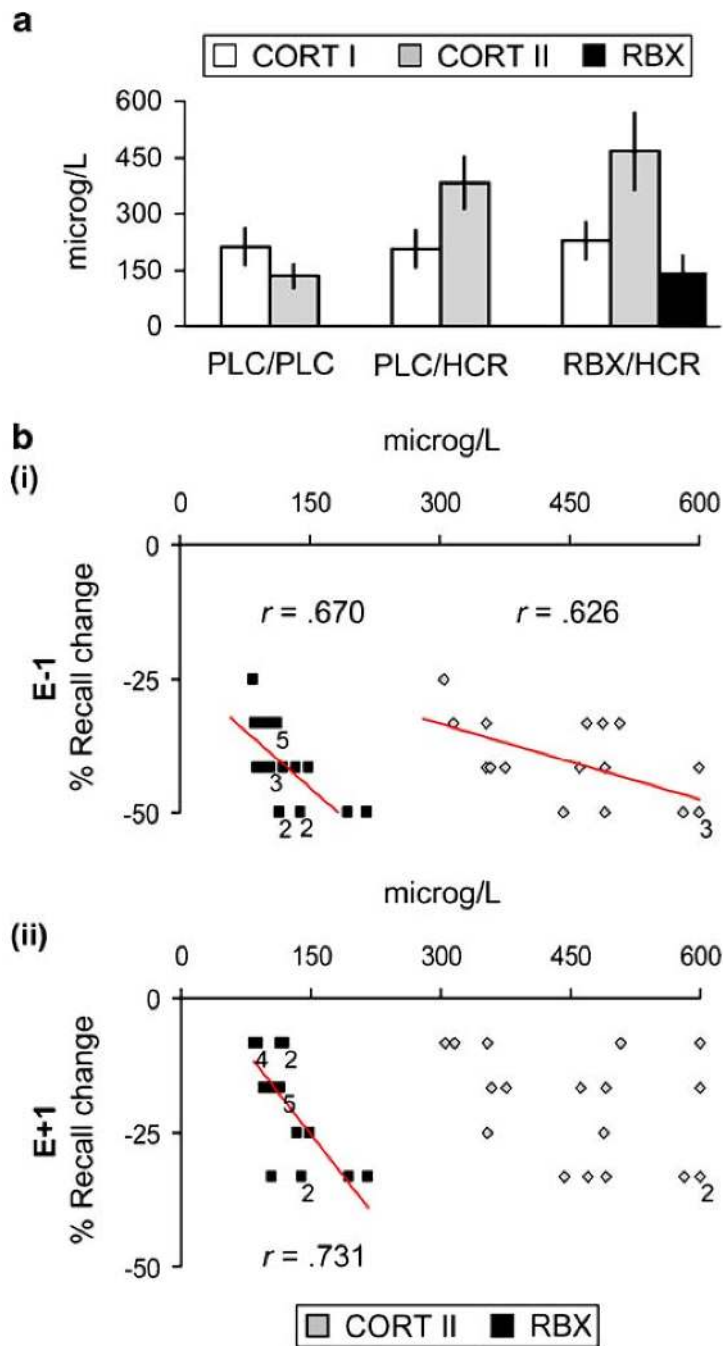 a
CORT I CORT II RBX
600
450
300
150
0
microg/L
PLC/PLC PLC/HCR RBX/HCR
b
microg/L
(i)
0 150 300 450 600
0
r = .670 r = .626
-25
5
3
-50
2 2 3
E-1
% Recall change
microg/L
(ii)
0 150 300 450 600
0
4 2
5
-25
2 2
-50
r = .731
E+1
% Recall change
CORT II RBX